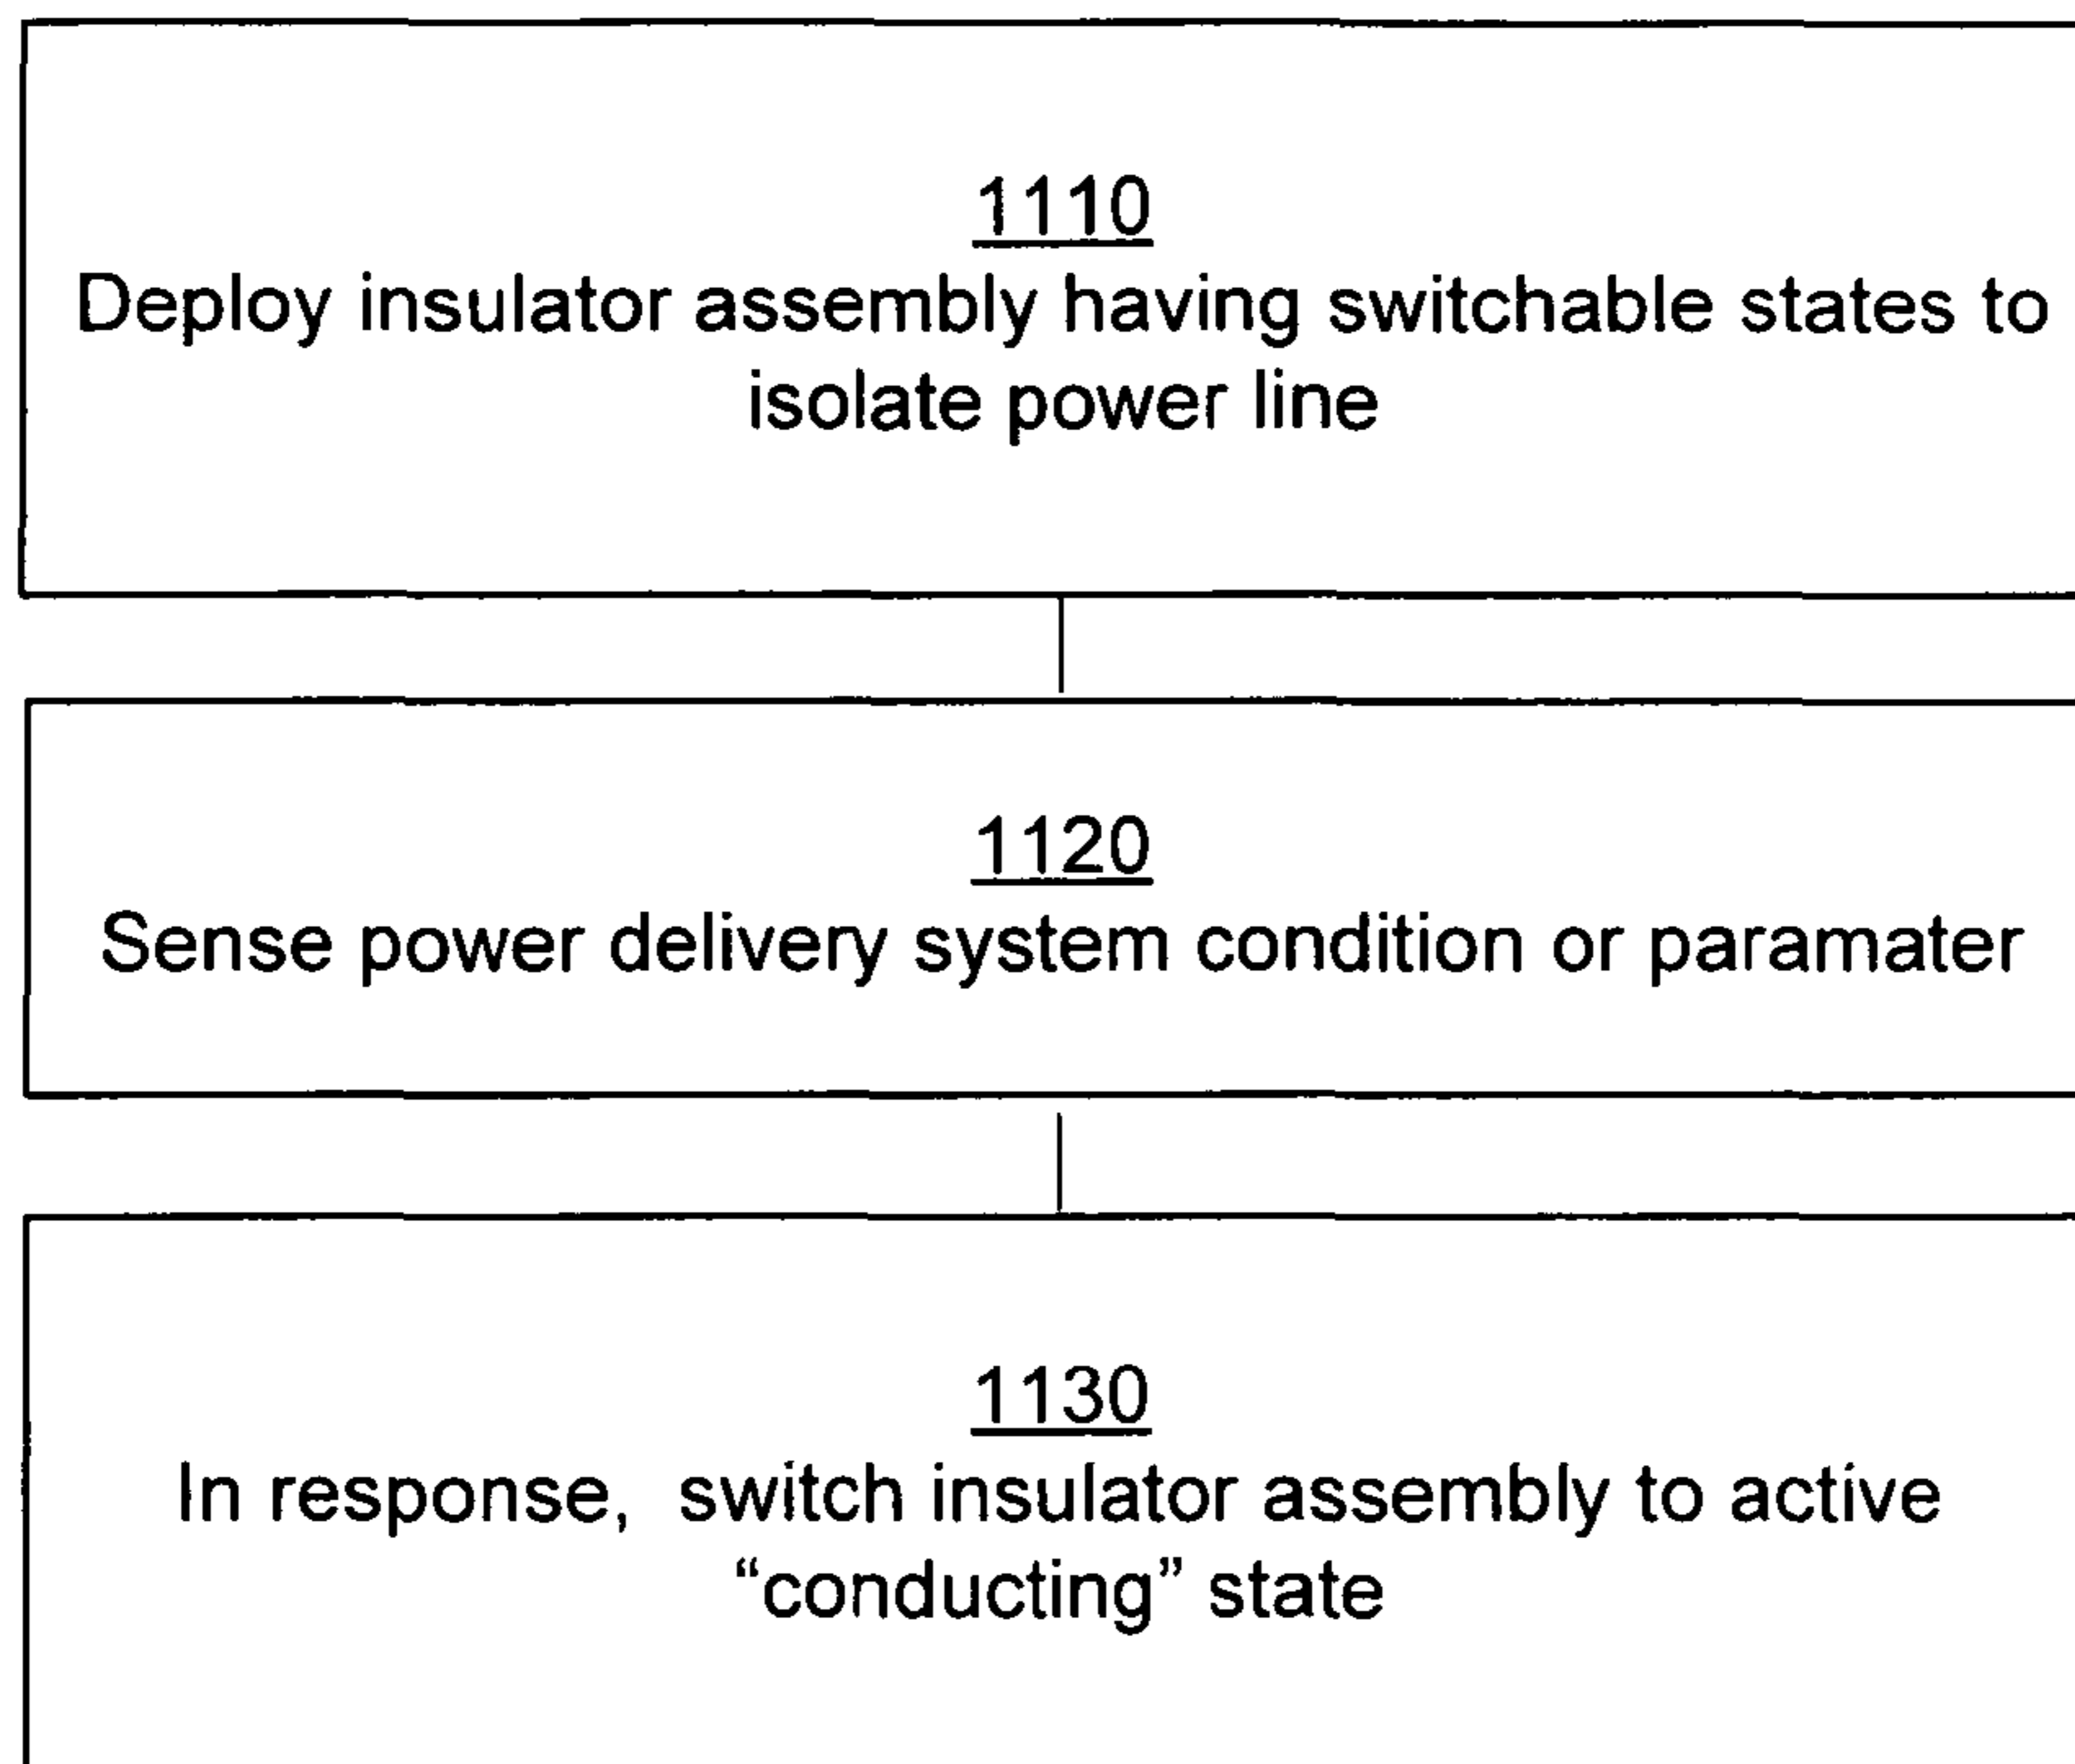 1110
Deploy insulator assembly having switchable states to
isolate power line
1120
Sense power delivery system condition or paramater
1130
In response,  switch insulator assembly to active
“conducting” state